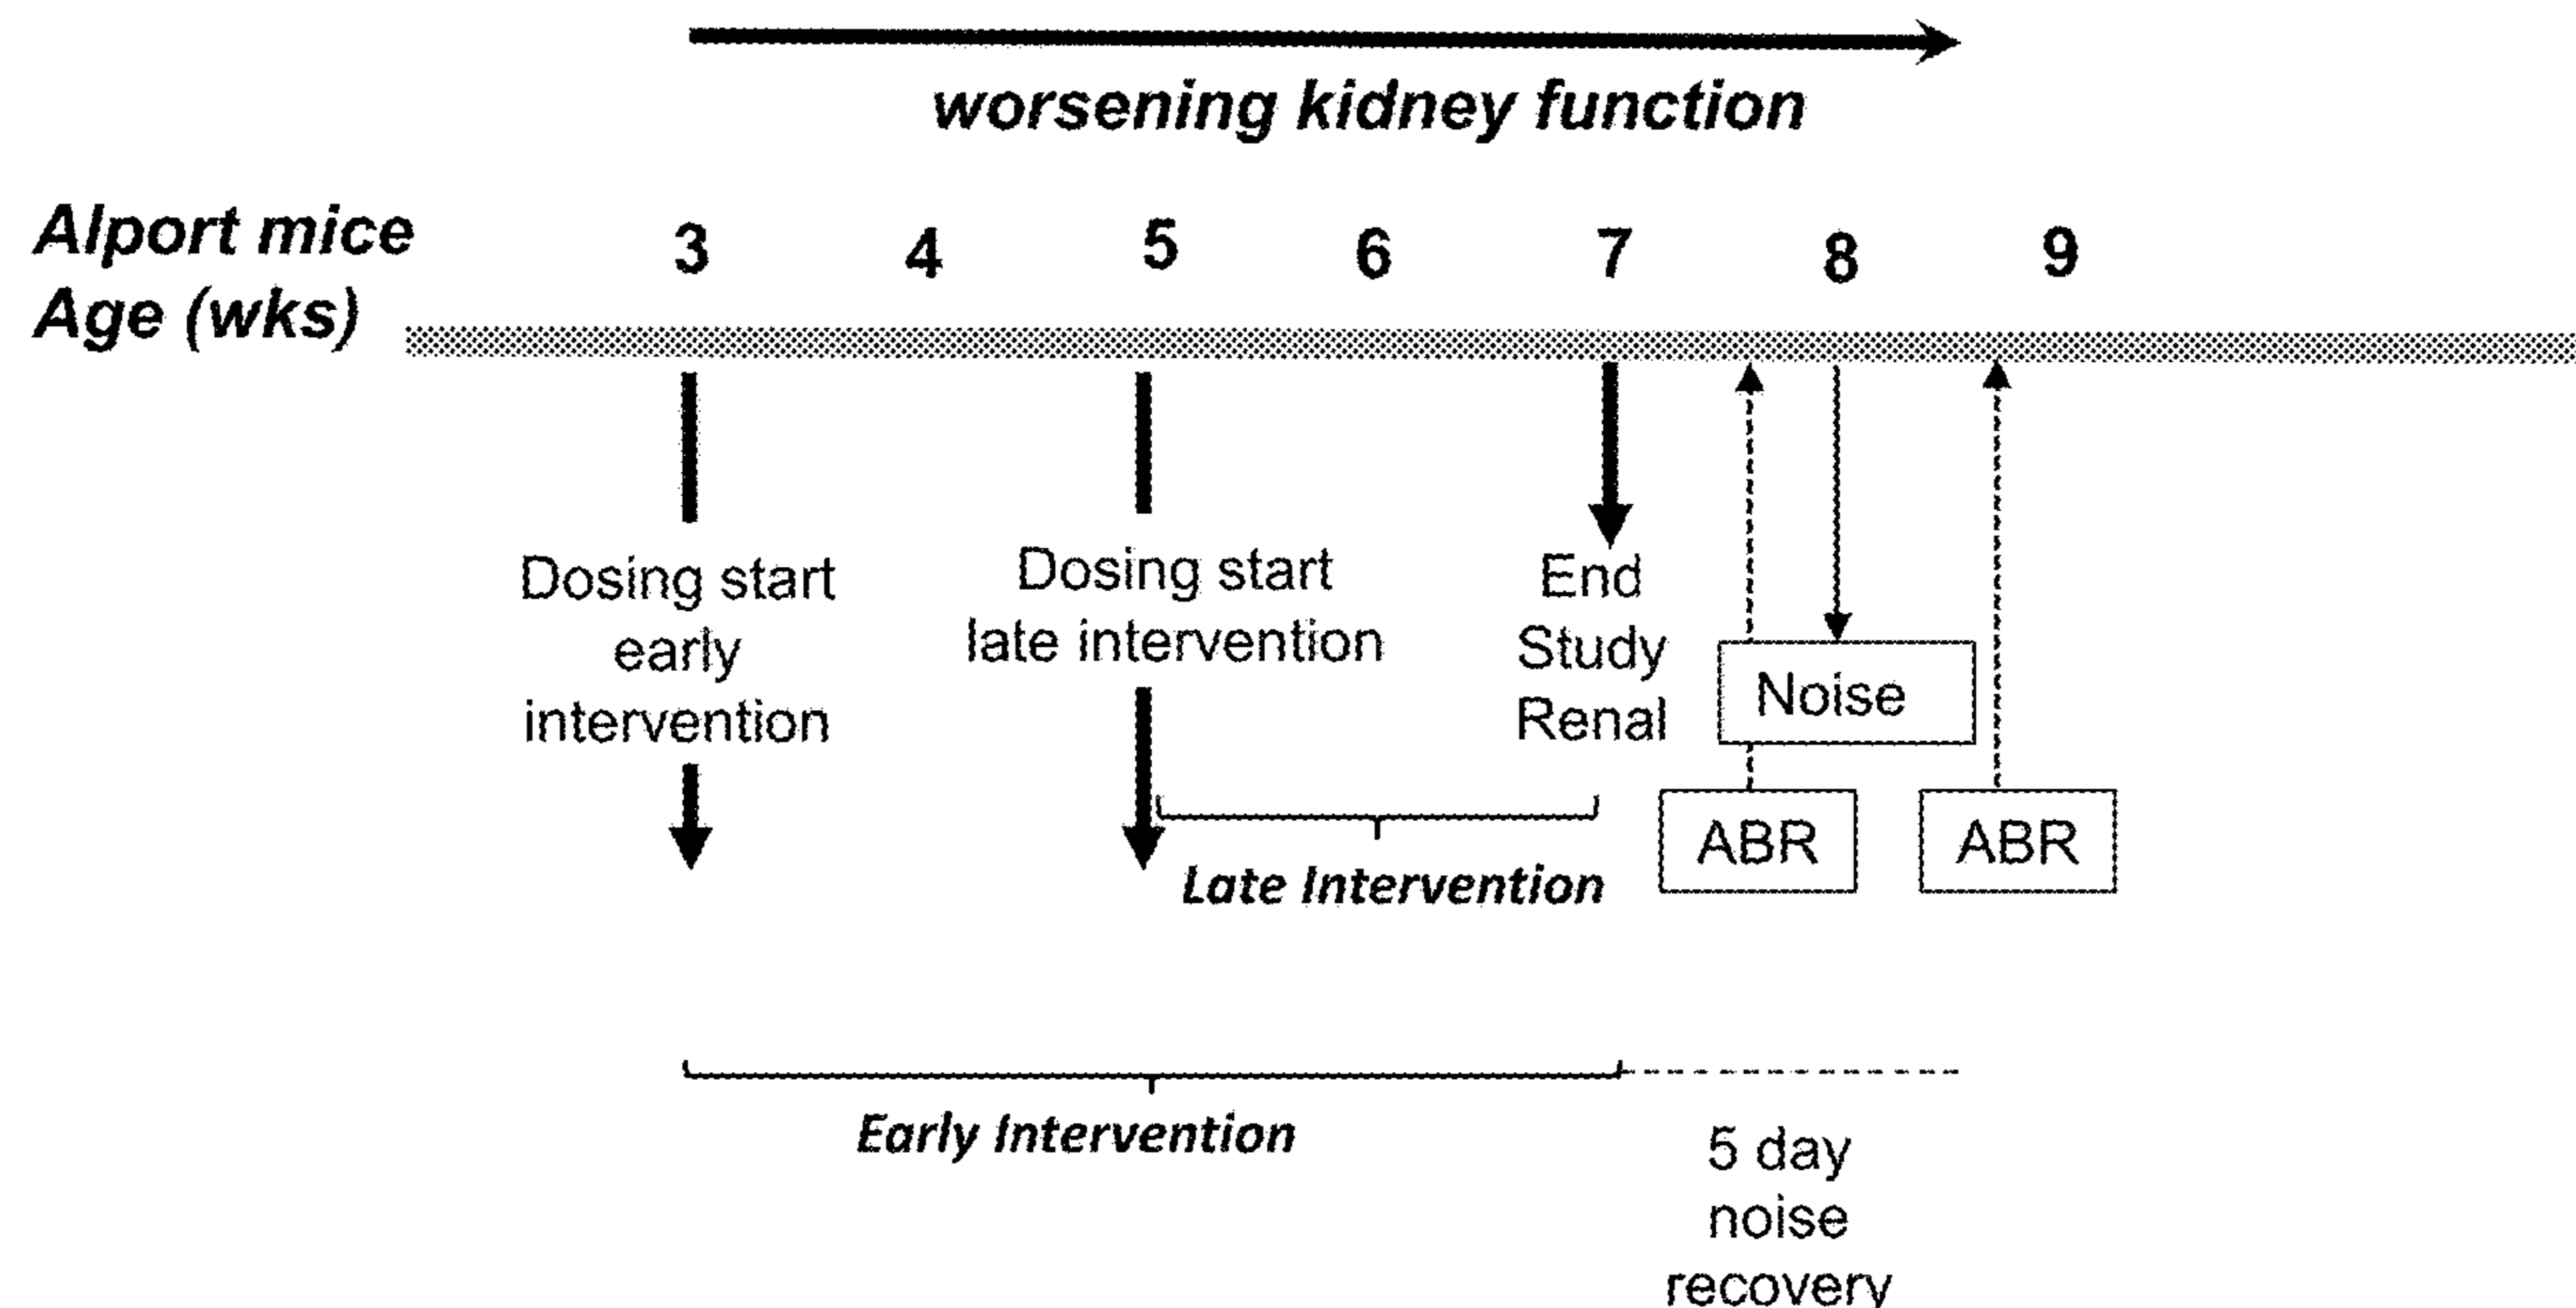 worsening kidney function
Alport mice
Age (wks)
3 4 5 6 7 8 9
Dosing start
early
intervention
Dosing start
late intervention
End
Study
Renal
Noise
ABR
ABR
Late Intervention
Early Intervention
5 day
noise
recovery